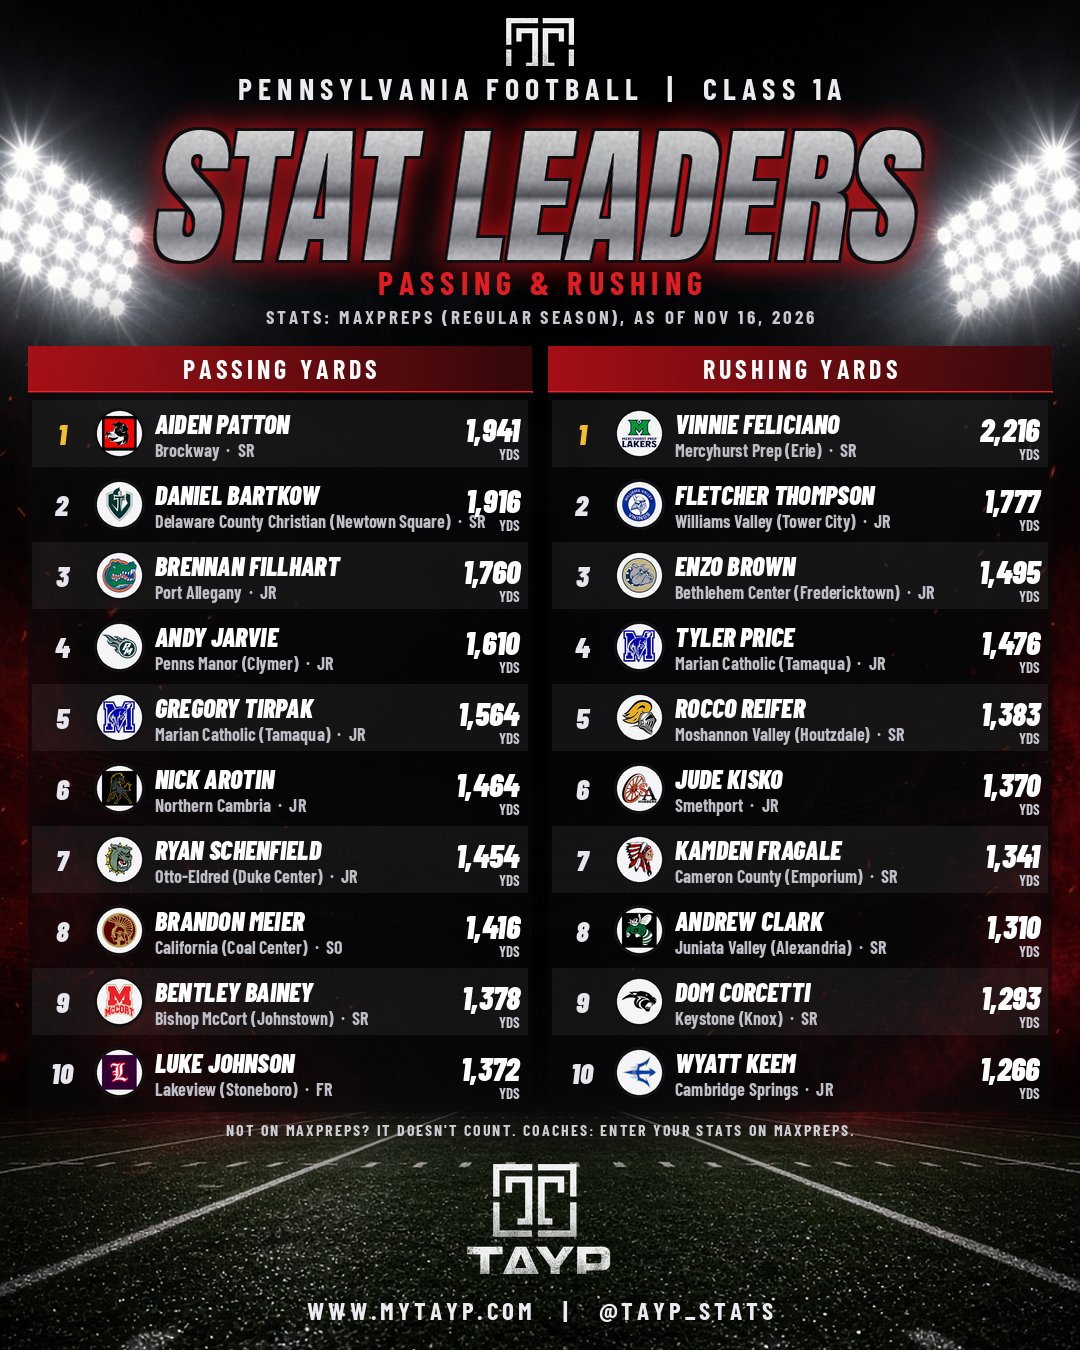 PENNSYLVANIA FOOTBALL | CLASS 1A
STAT LEADERS
PASSING & RUSHING
STATS: MAXPREPS (REGULAR SEASON), AS OF NOV 16, 2026
PASSING YARDS
1 AIDEN PATTON 1,941
Brockway · SR YDS
2 DANIEL BARTKOW 1,916
Delaware County Christian (Newtown Square) · SR YDS
3 BRENNAN FILLHART 1,760
Port Allegany · JR YDS
4 ANDY JARVIE 1,610
Penns Manor (Clymer) · JR YDS
5 GREGORY TIRPAK 1,564
Marian Catholic (Tamaqua) · JR YDS
6 NICK AROTIN 1,464
Northern Cambria · JR YDS
7 RYAN SCHENFIELD 1,454
Otto-Eldred (Duke Center) · JR YDS
8 BRANDON MEIER 1,416
California (Coal Center) · SO YDS
9 BENTLEY BAINEY 1,378
Bishop McCort (Johnstown) · SR YDS
10 LUKE JOHNSON 1,372
Lakeview (Stoneboro) · FR YDS
RUSHING YARDS
1 VINNIE FELICIANO 2,216
Mercyhurst Prep (Erie) · SR YDS
2 FLETCHER THOMPSON 1,777
Williams Valley (Tower City) · JR YDS
3 ENZO BROWN 1,495
Bethlehem Center (Fredericktown) · JR YDS
4 TYLER PRICE 1,476
Marian Catholic (Tamaqua) · JR YDS
5 ROCCO REIFER 1,383
Moshannon Valley (Houtzdale) · SR YDS
6 JUDE KISKO 1,370
Smethport · JR YDS
7 KAMDEN FRAGALE 1,341
Cameron County (Emporium) · SR YDS
8 ANDREW CLARK 1,310
Juniata Valley (Alexandria) · SR YDS
9 DOM CORCETTI 1,293
Keystone (Knox) · SR YDS
10 WYATT KEEM 1,266
Cambridge Springs · JR YDS
NOT ON MAXPREPS? IT DOESN'T COUNT. COACHES: ENTER YOUR STATS ON MAXPREPS.
TAYP
WWW.MYTAYP.COM | @TAYP_STATS